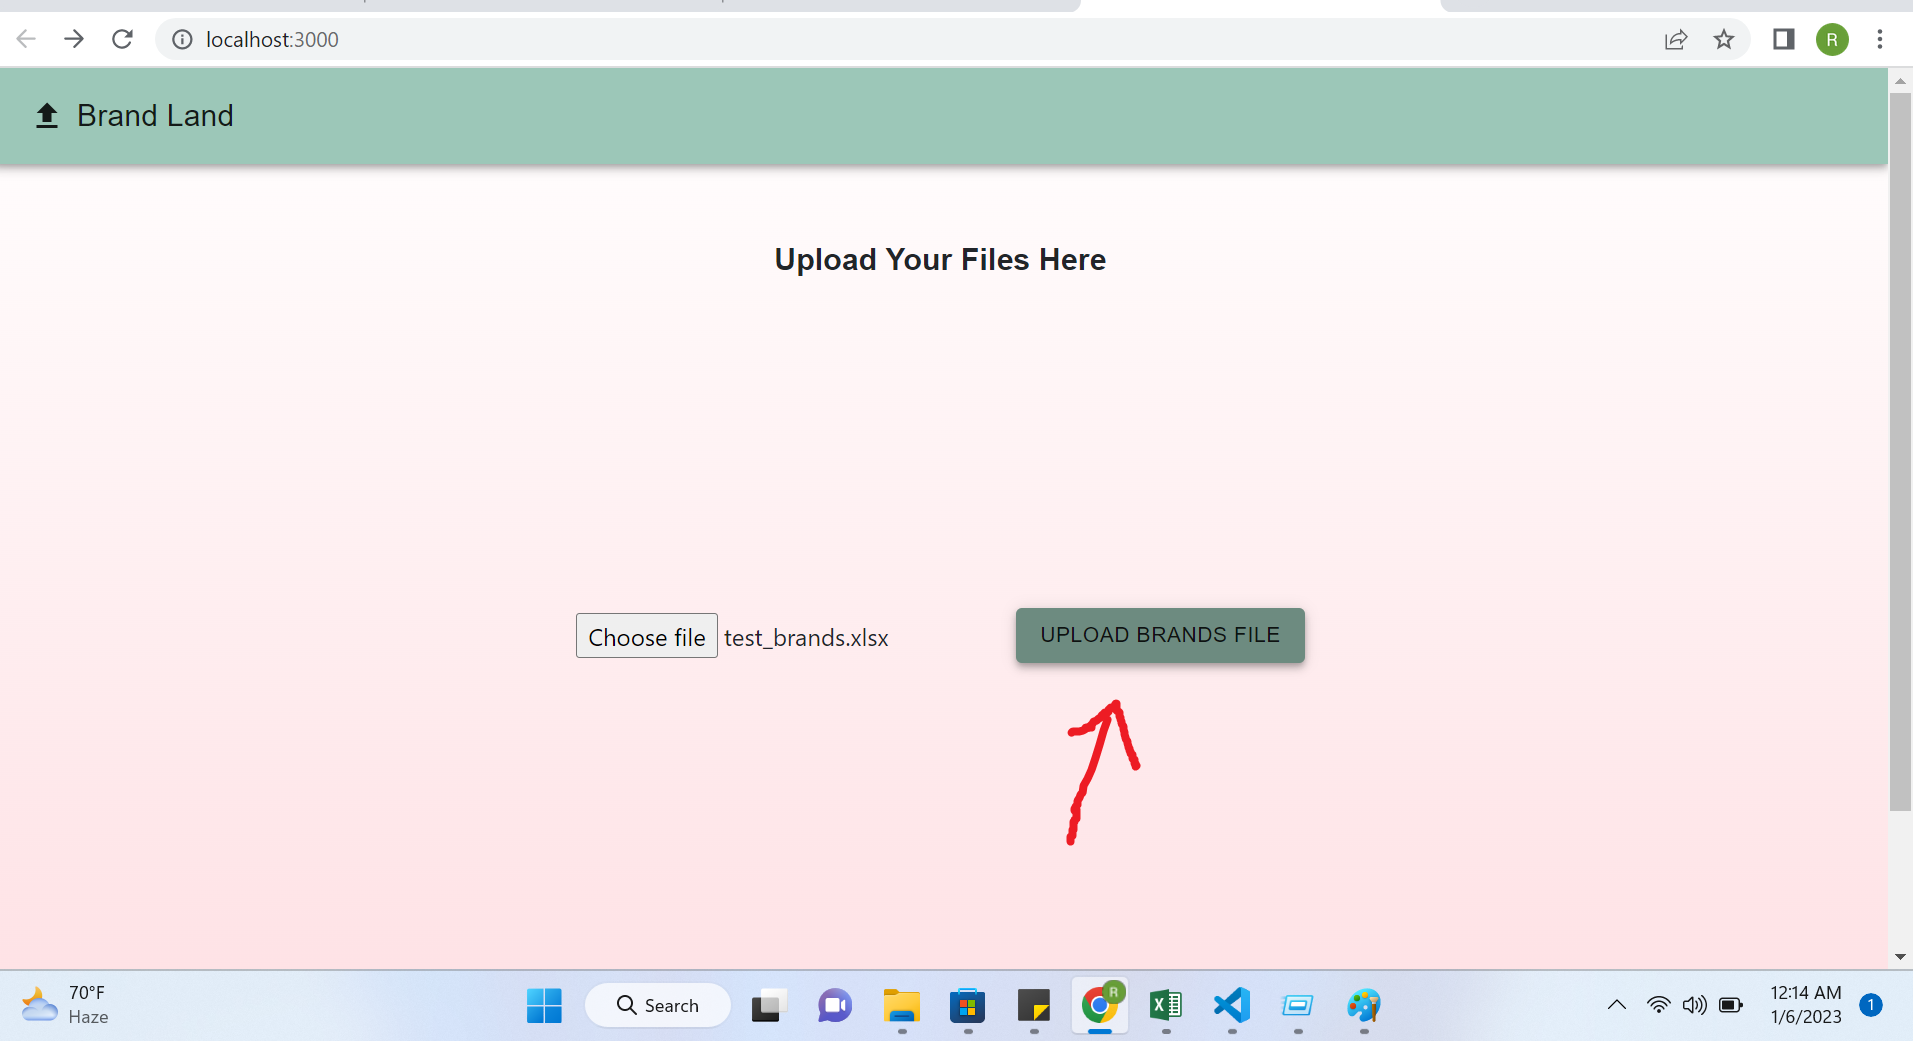 localhost:3000
R
Brand Land
Upload Your Files Here
Choose file test_brands.xlsx
UPLOAD BRANDS FILE
70°F
Haze
Search
R
X
12:14 AM
1/6/2023
1